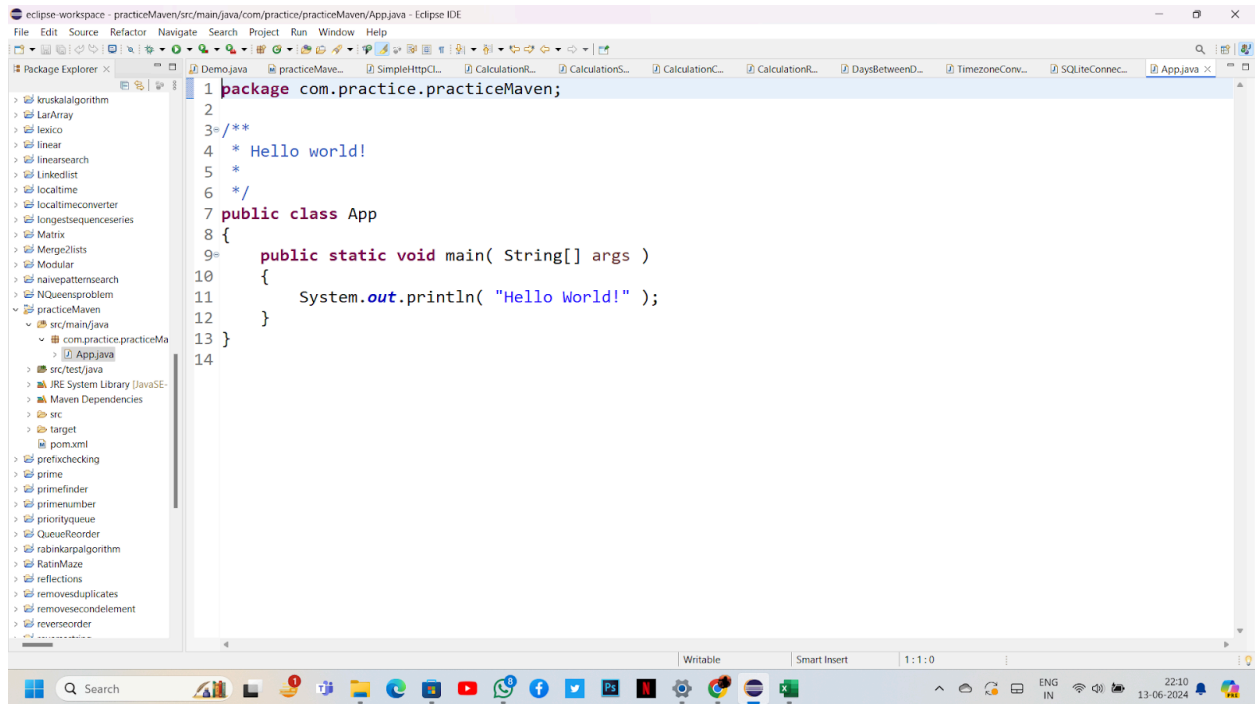 eclipse-workspace - practiceMaven/src/main/java/com/practice/practiceMaven/App.java - Eclipse IDE
File Edit Source Refactor Navigate Search Project Run Window Help
Package Explorer
Demo.java practiceMave... SimpleHttpCl... CalculationR... CalculationS... CalculationC... CalculationR... DaysBetweenD... TimezoneConv... SQLiteConnec... App.java
kruskalalgorithm
LarArray
lexico
linear
linearsearch
Linkedlist
localtime
localtimeconverter
longestsequenceseries
Matrix
Merge2lists
Modular
naivepatternsearch
NQueensproblem
practiceMaven
src/main/java
com.practice.practiceMa
App.java
src/test/java
JRE System Library [JavaSE-
Maven Dependencies
src
target
pom.xml
prefixchecking
prime
primefinder
primenumber
priorityqueue
QueueReorder
rabinkarpalgorithm
RatinMaze
reflections
removesduplicates
removesecondelement
reverseorder
1 package com.practice.practiceMaven;
2
3 /**
4 * Hello world!
5 *
6 */
7 public class App
8 {
9 public static void main( String[] args )
10 {
11 System.out.println( "Hello World!" );
12 }
13 }
14
Writable Smart Insert 1 : 1 : 0
Search
1
8
Ps
N
ENG
IN
22:10
13-06-2024
PRE